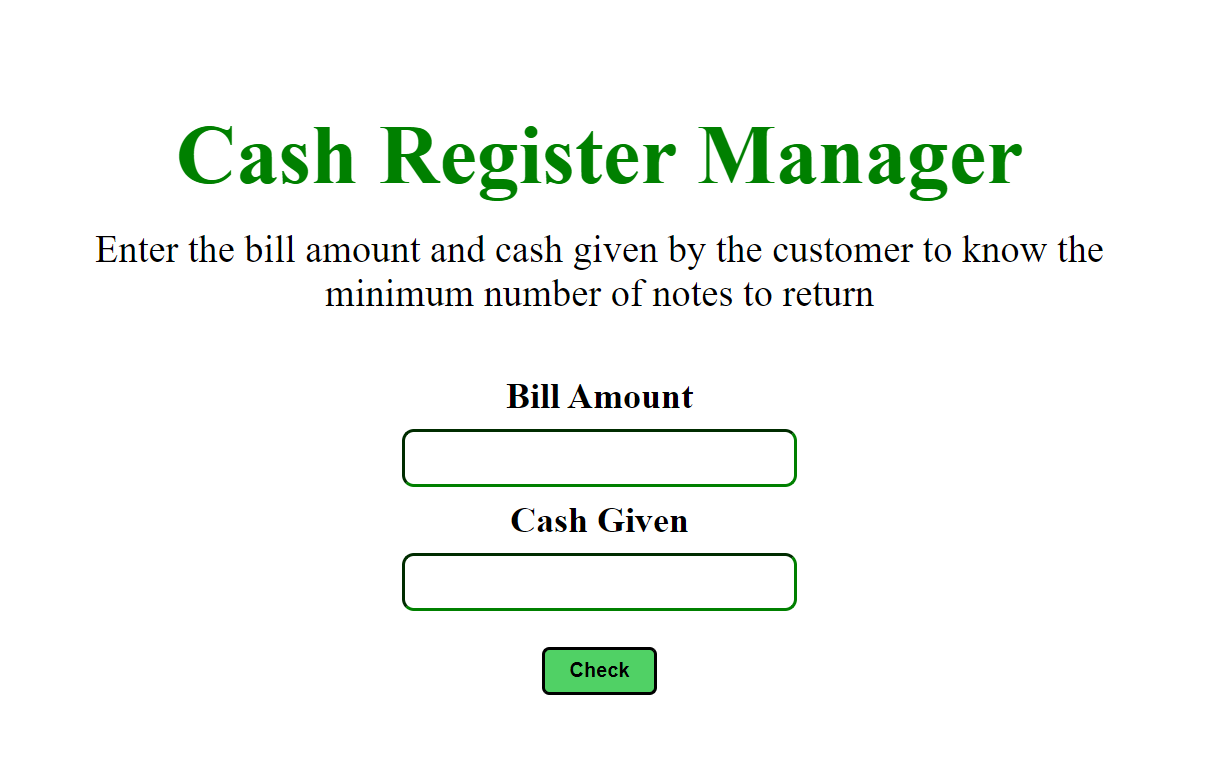 Cash Register Manager
Enter the bill amount and cash given by the customer to know the
minimum number of notes to return
Bill Amount
Cash Given
Check